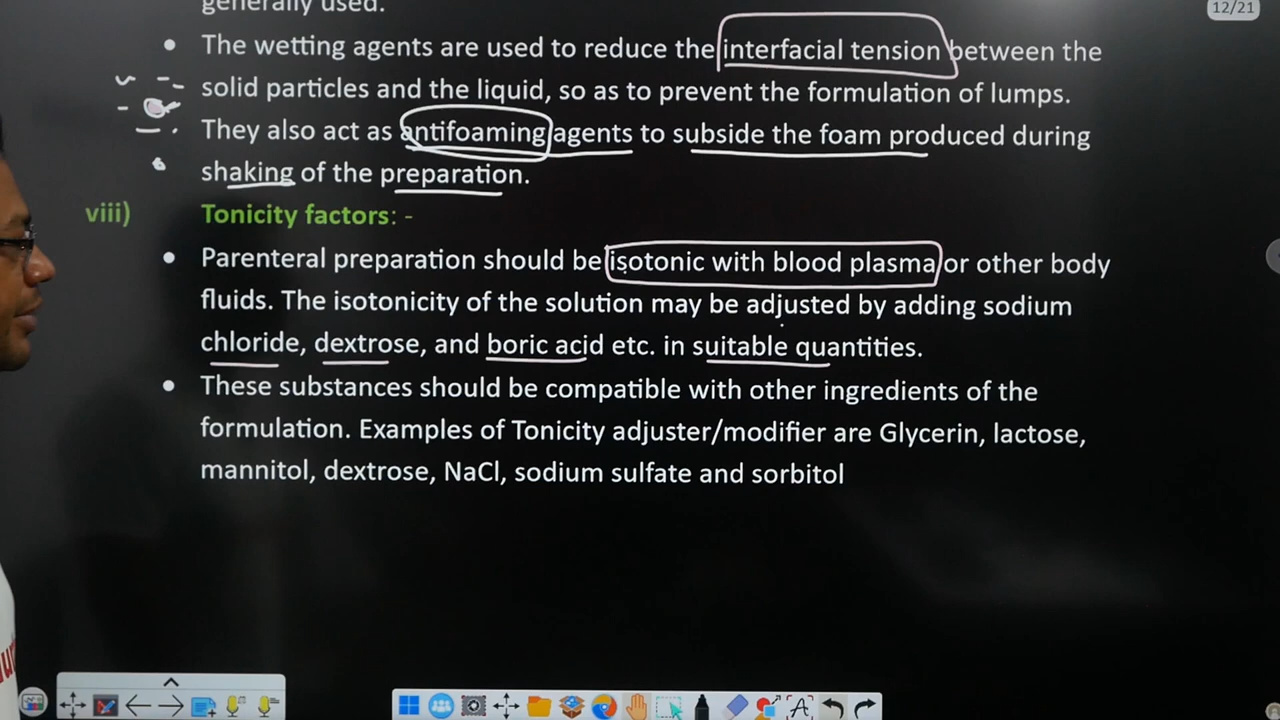 generally used.
12/21
• The wetting agents are used to reduce the interfacial tension between the
solid particles and the liquid, so as to prevent the formulation of lumps.
They also act as antifoaming agents to subside the foam produced during
shaking of the preparation.
viii) Tonicity factors: -
• Parenteral preparation should be isotonic with blood plasma or other body
fluids. The isotonicity of the solution may be adjusted by adding sodium
chloride, dextrose, and boric acid etc. in suitable quantities.
• These substances should be compatible with other ingredients of the
formulation. Examples of Tonicity adjuster/modifier are Glycerin, lactose,
mannitol, dextrose, NaCl, sodium sulfate and sorbitol